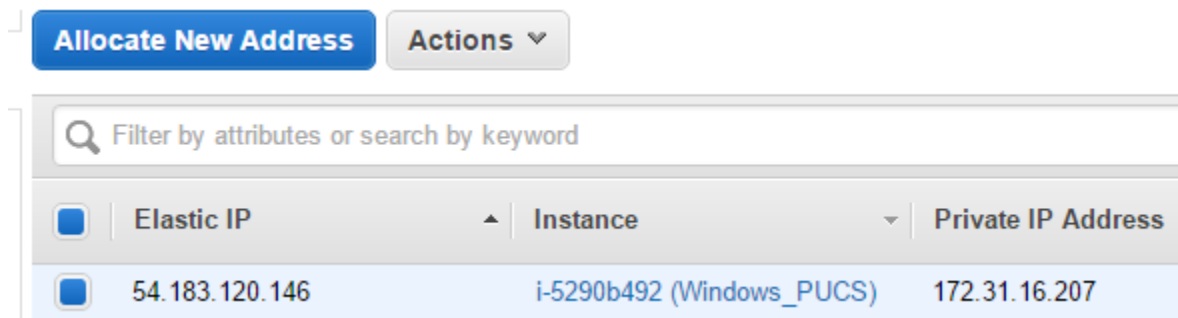 Allocate New Address Actions
Filter by attributes or search by keyword
Elastic IP Instance Private IP Address
54.183.120.146 i-5290b492 (Windows_PUCS) 172.31.16.207